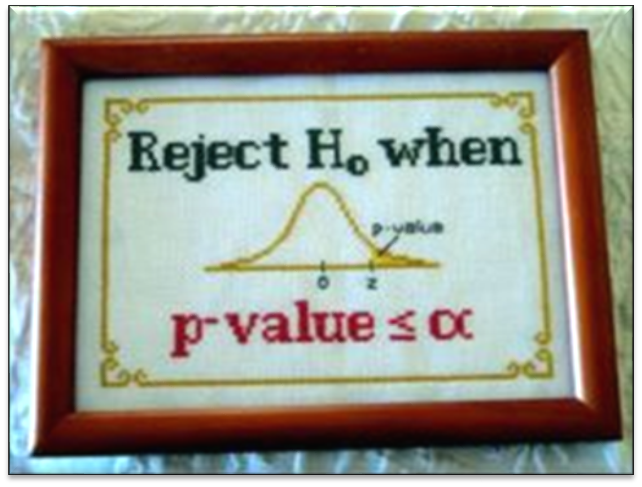 Reject H₀ when
p-value
0 z
p-value ≤ α